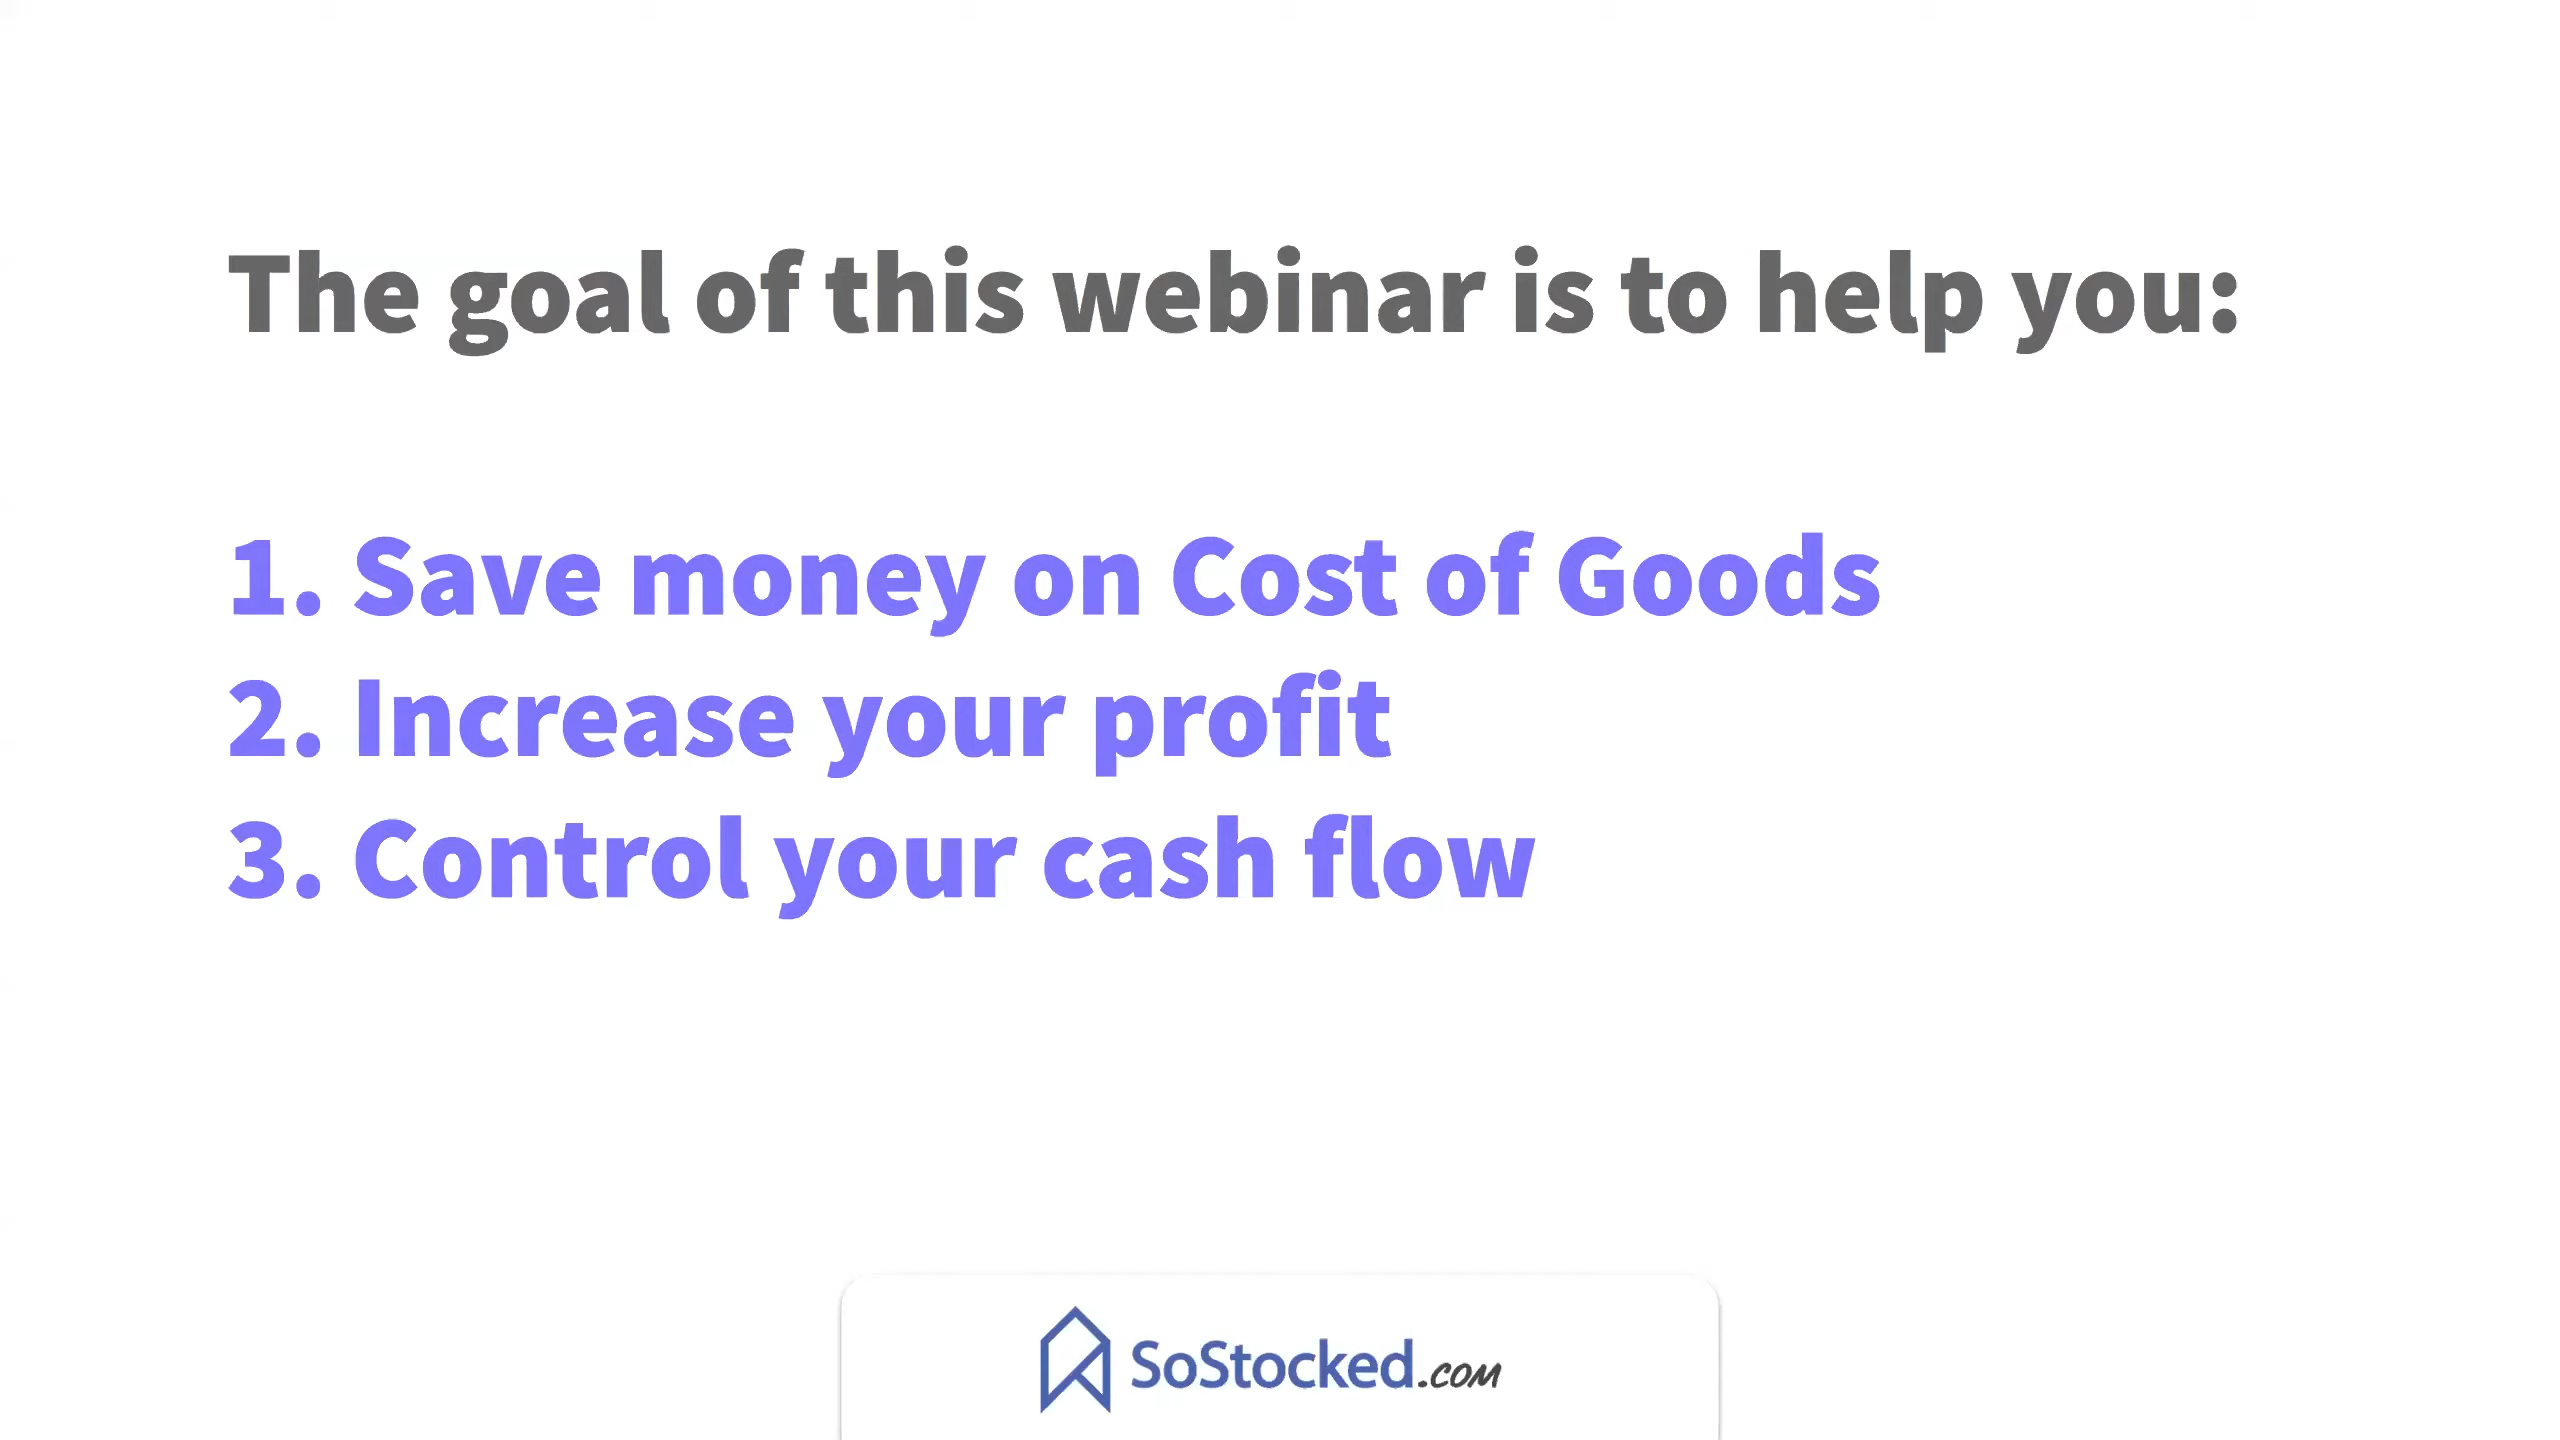 The goal of this webinar is to help you:
1. Save money on Cost of Goods
2. Increase your profit
3. Control your cash flow
SoStocked.com